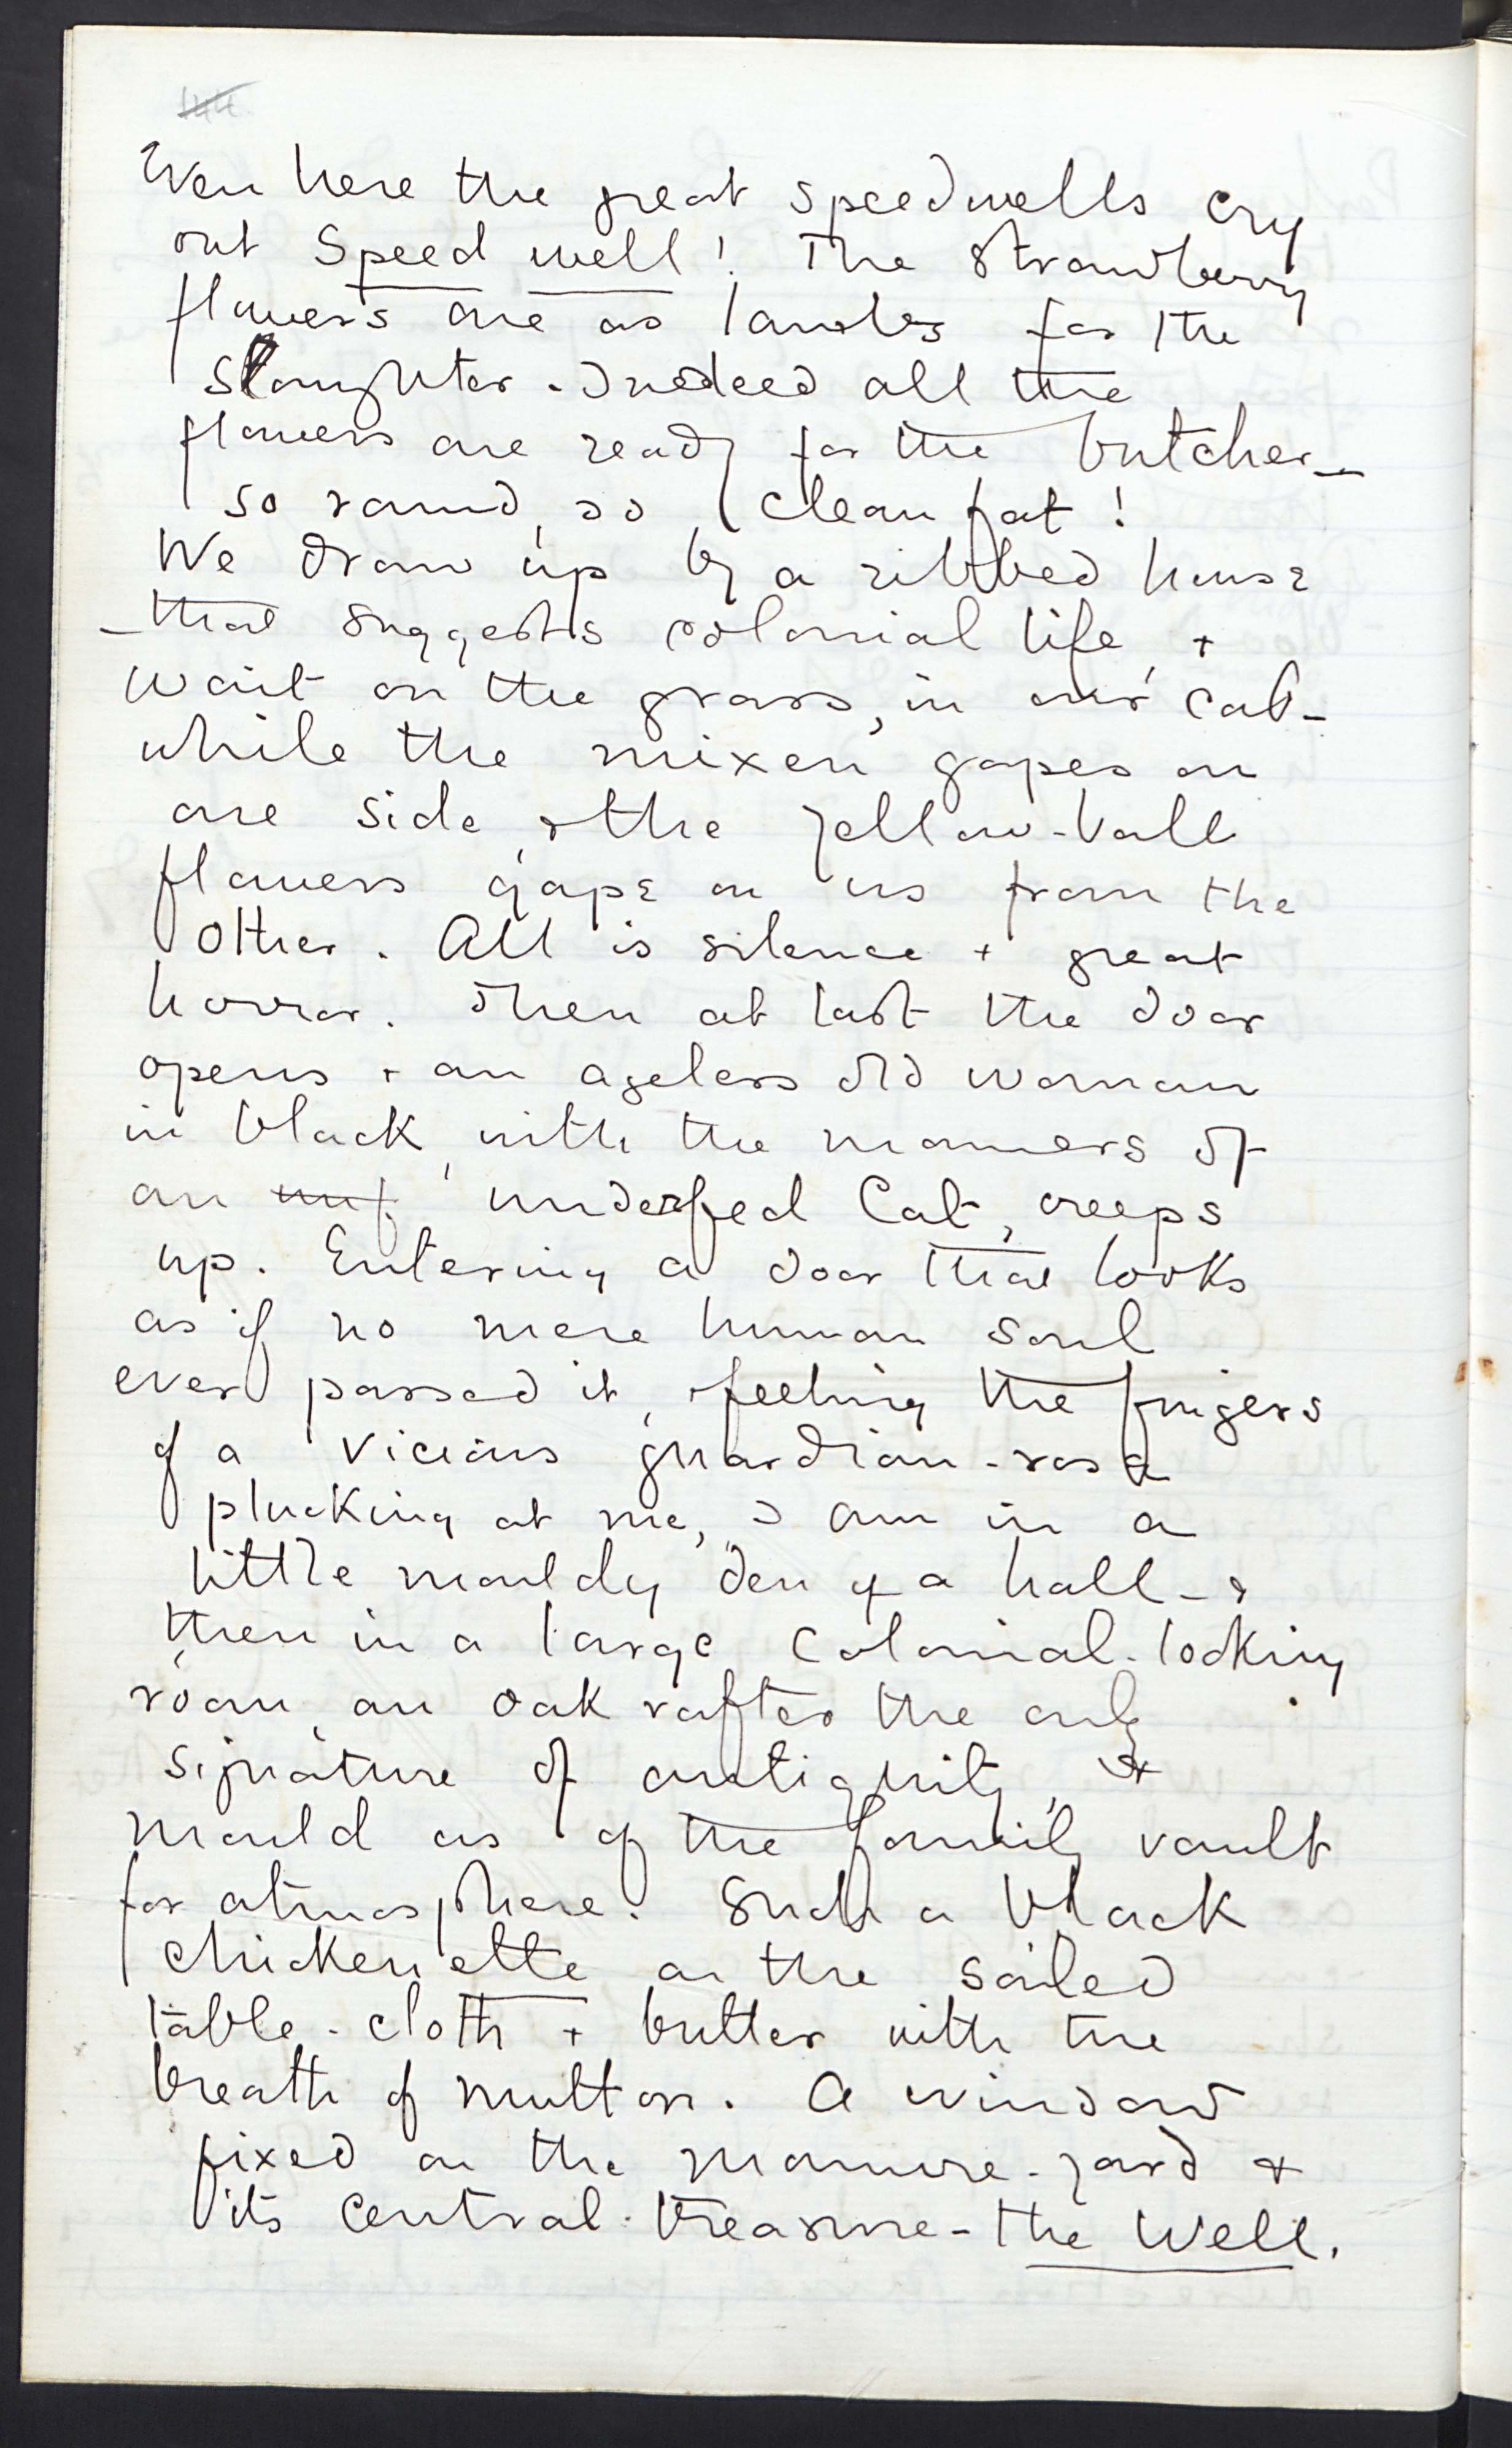 Even here the great speedwells cry
out Speed well! The strawberry
flowers are as lambs for the
slaughter. Indeed all the
flowers are ready for the butcher —
so round, so clean fat!
We draw up by a ribbed house
- that suggests colonial life, +
wait on the grass, in our cab -
while the mixen gapes on
one side, & the yellow-ball
flowers gape on us from the
other. All is silence + great
horror. Then at last the door
opens + an ageless old woman
in black, with the manners of
an underfed Cat, creeps
up. Entering a door that looks
as if no mere human soul
ever passed it, feeling the fingers
of a vicious guardian-rose
plucking at me, I am in a
little mouldy den of a hall - &
then in a large Colonial-looking
room, an oak rafter the only
signature of antiquity, &
mould as of the family vault
for atmosphere. Such a black
chickenette on the soiled
table-cloth + butter with the
breath of mutton. A window
fixed on the manure-yard &
its central treasure - the Well.